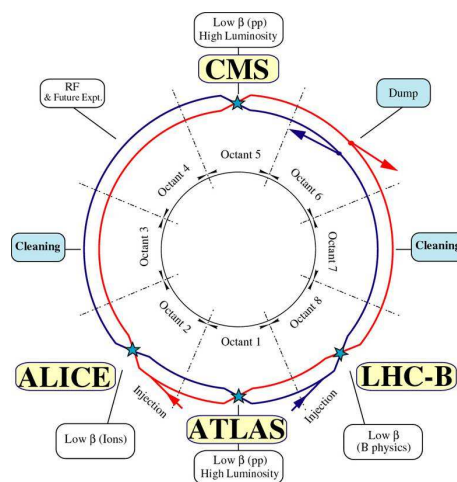 Low β (pp)
High Luminosity
CMS
RF
& Future Expt.
Dump
Octant 5
Octant 4
Octant 6
Cleaning
Octant 3
Octant 7
Cleaning
Octant 2
Octant 8
Octant 1
ALICE
LHC-B
Injection
Injection
ATLAS
Low β (Ions)
Low β
(B physics)
Low β (pp)
High Luminosity